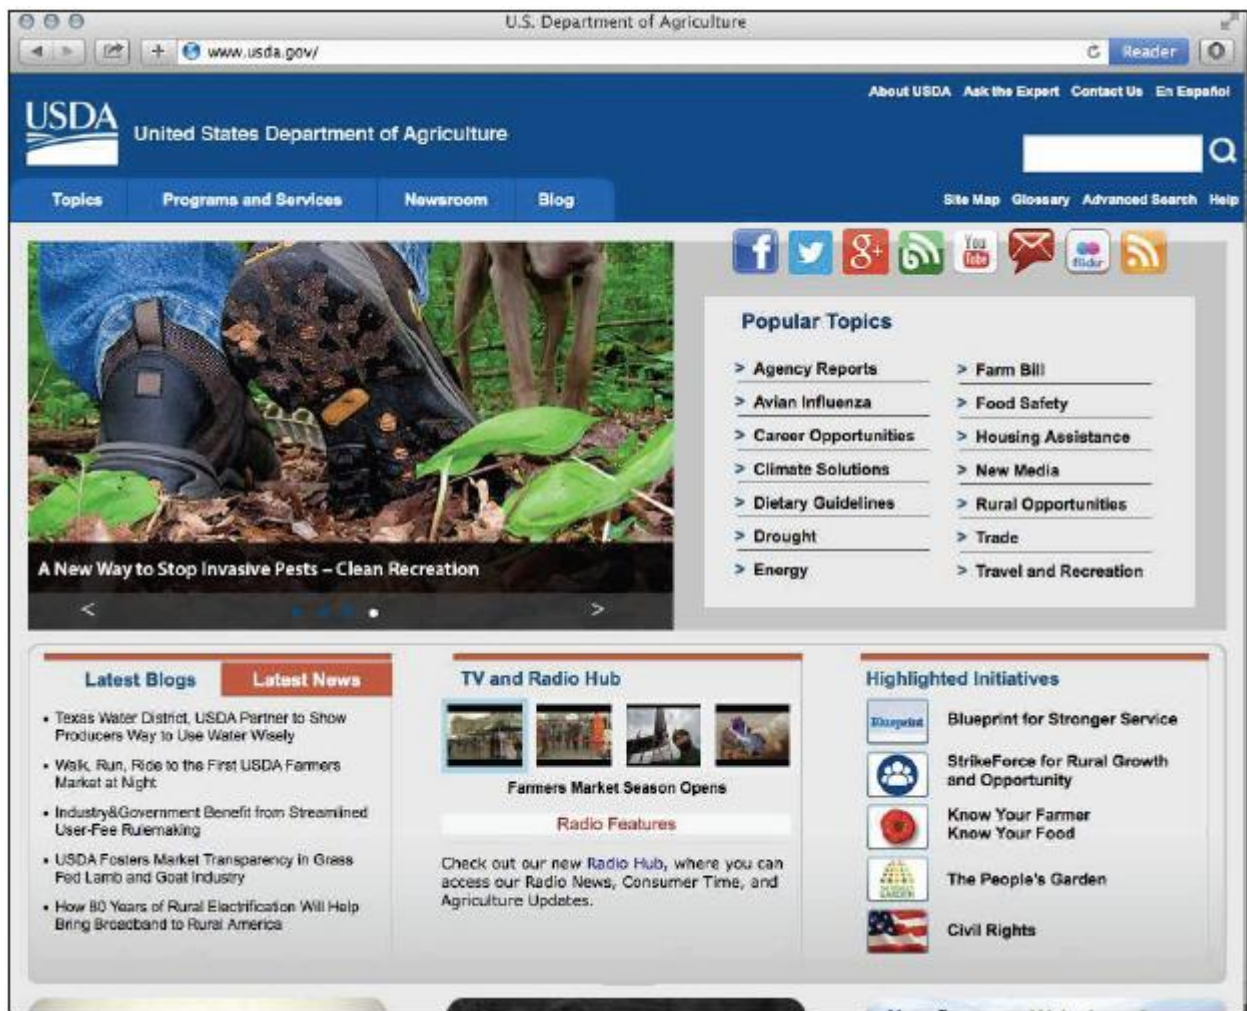 U.S. Department of Agriculture
www.usda.gov/
Reader
About USDA Ask the Expert Contact Us En Español
USDA
United States Department of Agriculture
Topics Programs and Services Newsroom Blog
Site Map Glossary Advanced Search Help
f
g+
You
Tube
flickr
Popular Topics
> Agency Reports
> Avian Influenza
> Career Opportunities
> Climate Solutions
> Dietary Guidelines
> Drought
> Energy
> Farm Bill
> Food Safety
> Housing Assistance
> New Media
> Rural Opportunities
> Trade
> Travel and Recreation
A New Way to Stop Invasive Pests – Clean Recreation
< >
Latest Blogs Latest News
• Texas Water District, USDA Partner to Show
Producers Way to Use Water Wisely
• Walk, Run, Ride to the First USDA Farmers
Market at Night
• Industry&Government Benefit from Streamlined
User-Fee Rulemaking
• USDA Fosters Market Transparency in Grass
Fed Lamb and Goat Industry
• How 80 Years of Rural Electrification Will Help
Bring Broadband to Rural America
TV and Radio Hub
Farmers Market Season Opens
Radio Features
Check out our new Radio Hub, where you can
access our Radio News, Consumer Time, and
Agriculture Updates.
Highlighted Initiatives
Blueprint
Blueprint for Stronger Service
StrikeForce for Rural Growth
and Opportunity
Know Your Farmer
Know Your Food
The People's Garden
Civil Rights